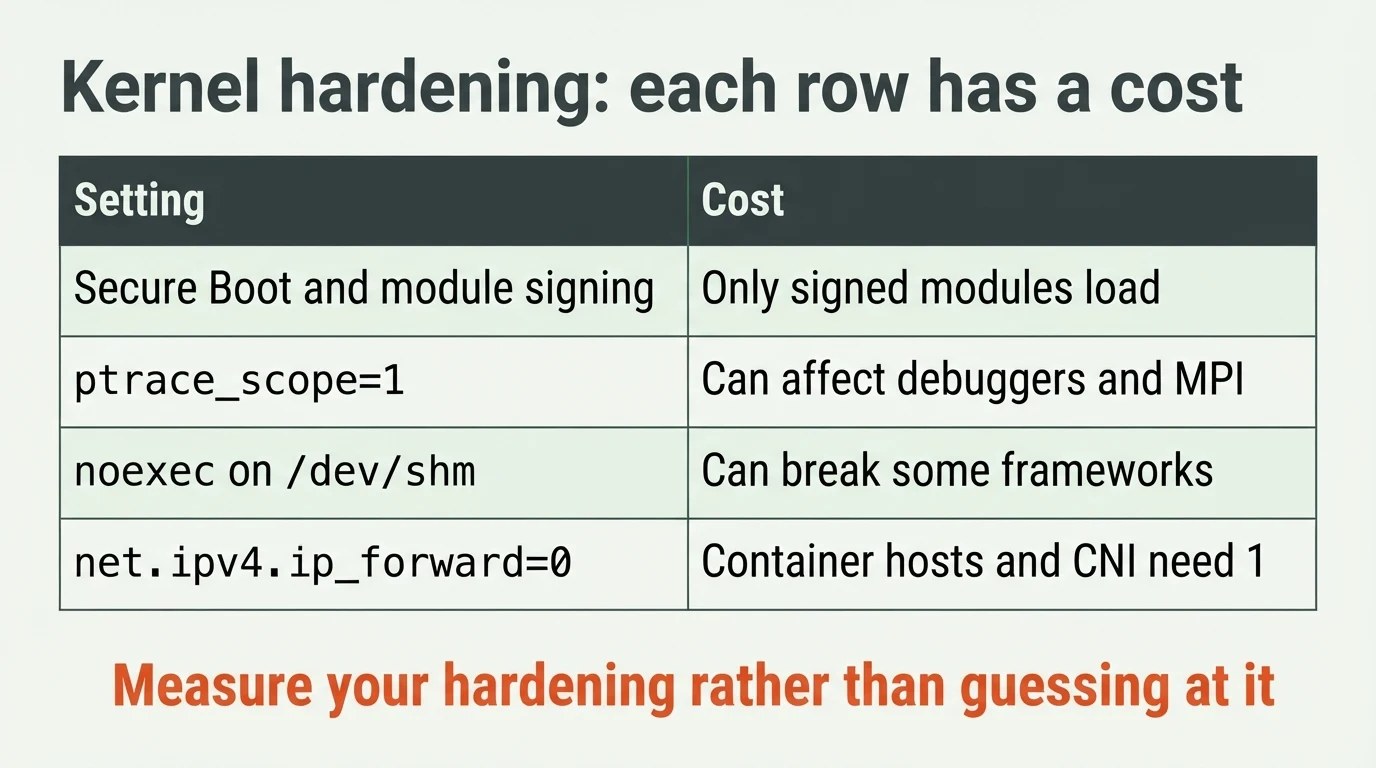 Kernel hardening: each row has a cost
Setting
Cost
Secure Boot and module signing
Only signed modules load
ptrace_scope=1
Can affect debuggers and MPI
noexec on /dev/shm
Can break some frameworks
net.ipv4.ip_forward=0
Container hosts and CNI need 1
Measure your hardening rather than guessing at it